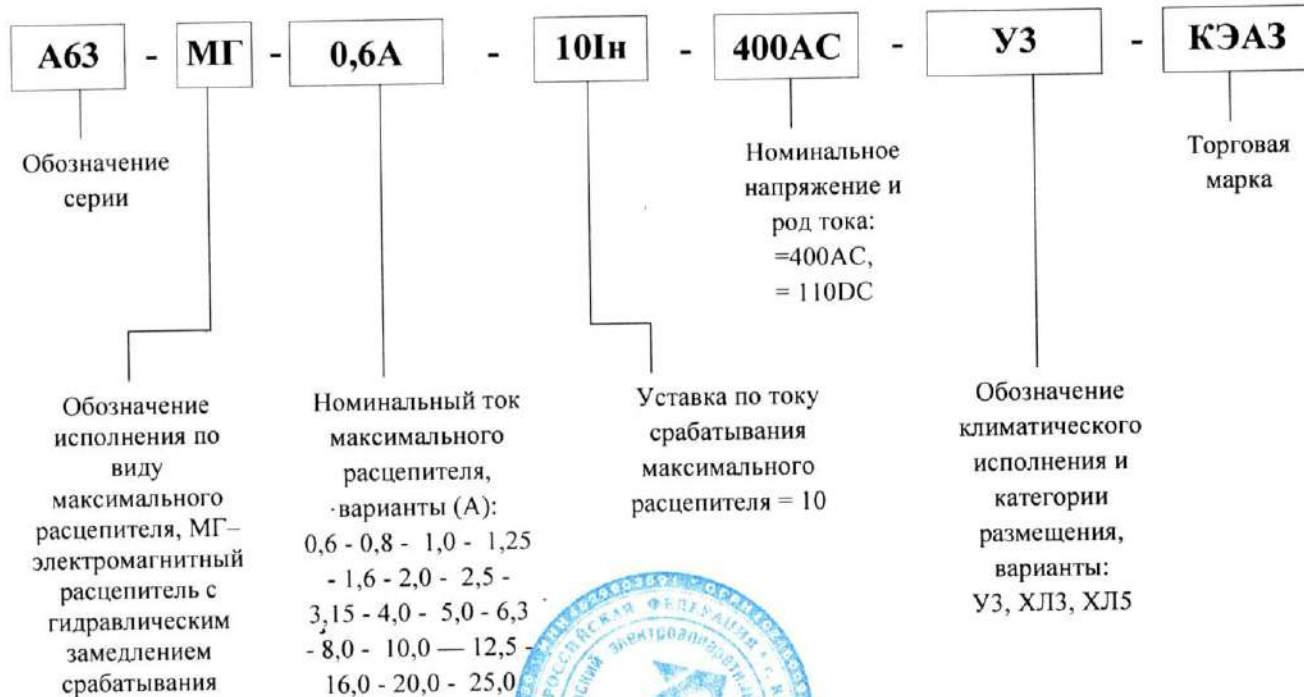 А63 - МГ - 0,6А - 10Iн - 400АС - У3 - КЭАЗ
Обозначение
серии
Номинальное
напряжение и
род тока:
=400АС,
= 110DC
Торговая
марка
Обозначение
исполнения по
виду
максимального
расцепителя, МГ–
электромагнитный
расцепитель с
гидравлическим
замедлением
срабатывания
Номинальный ток
максимального
расцепителя,
варианты (А):
0,6 - 0,8 - 1,0 - 1,25
- 1,6 - 2,0 - 2,5 -
3,15 - 4,0 - 5,0 - 6,3
- 8,0 - 10,0 — 12,5 -
16,0 - 20,0 - 25,0
Уставка по току
срабатывания
максимального
расцепителя = 10
Обозначение
климатического
исполнения и
категории
размещения,
варианты:
У3, ХЛ3, ХЛ5
РОССИЙСКАЯ ФЕДЕРАЦИЯ